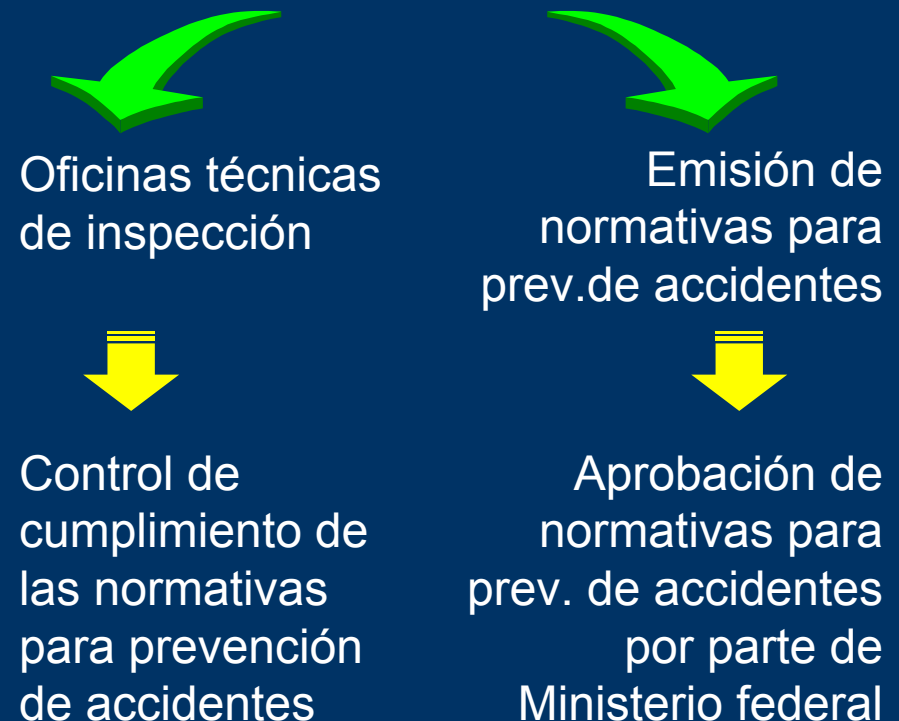 Oficinas técnicas
de inspección
Emisión de
normativas para
prev.de accidentes
Control de
cumplimiento de
las normativas
para prevención
de accidentes
Aprobación de
normativas para
prev. de accidentes
por parte de
Ministerio federal